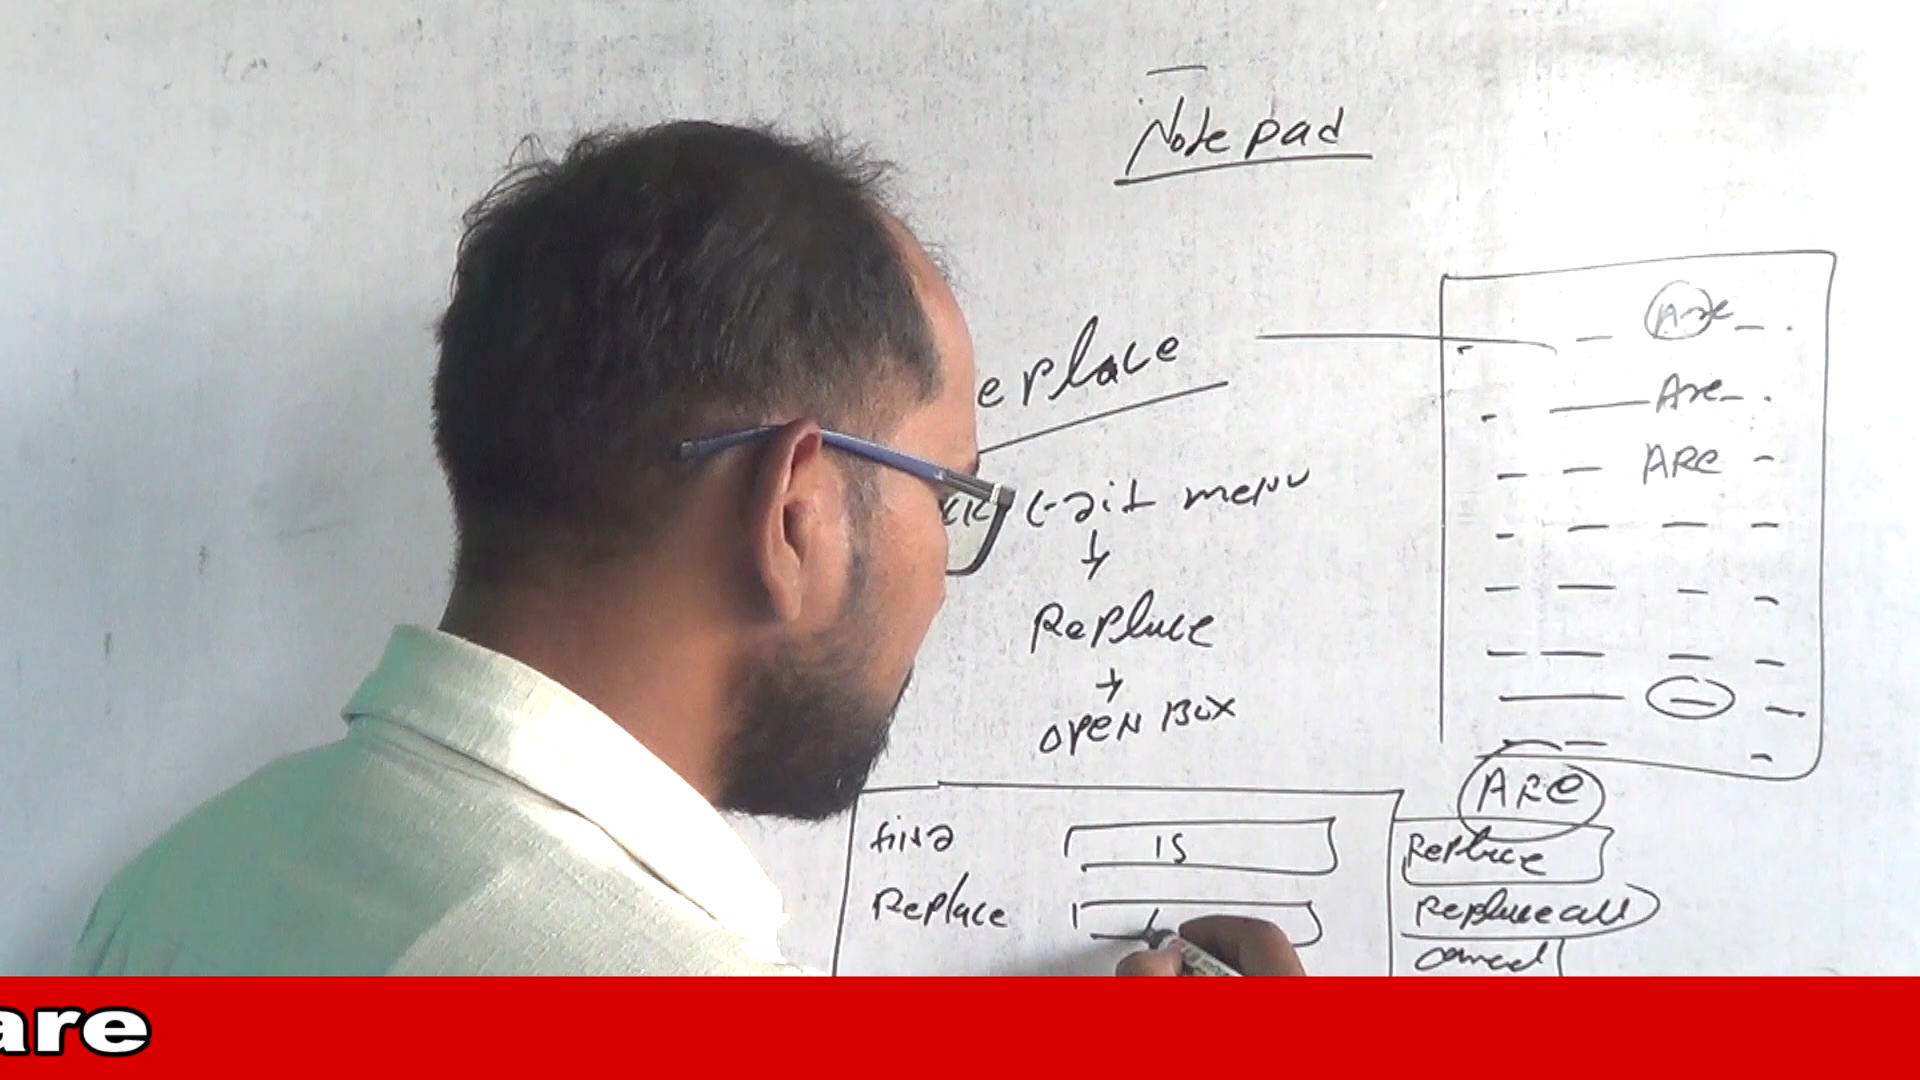 Notepad
eplace
Edit menu
Replace
OPEN BOX
Are
Are
ARe
ARe
find IS
Replace
Replace
Replace all
cancel
are